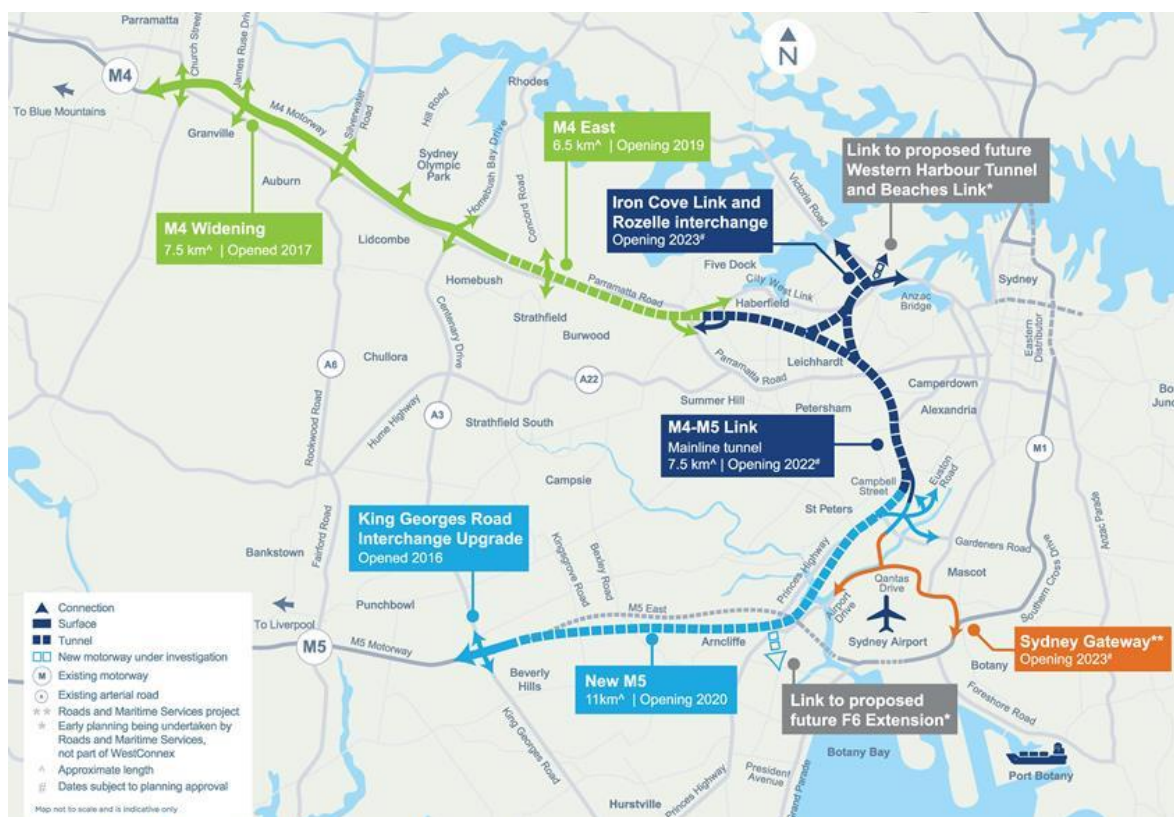 Parramatta
Church Street
James Ruse Drive
M4
To Blue Mountains
M4 Motorway
Granville
Silverwater
Road
Hill Road
Rhodes
Homebush Bay Drive
Sydney
Olympic
Park
Auburn
M4 East
6.5 km^ | Opening 2019
Link to proposed future
Western Harbour Tunnel
and Beaches Link*
Victoria Road
Concord Road
Iron Cove Link and
Rozelle interchange
Opening 2023#
M4 Widening
7.5 km^ | Opened 2017
Lidcombe
Homebush
Five Dock
City West Link
Haberfield
Parramatta Road
Anzac
Bridge
Sydney
Eastern
Distributor
Strathfield
Burwood
Centenary Drive
Chullora
A6
A22
Leichhardt
Parramatta Road
Summer Hill
Camperdown
Petersham
Alexandria
Rookwood Road
Hume Highway
A3
Strathfield South
M4-M5 Link
Mainline tunnel
7.5 km^ | Opening 2022#
M1
Campbell
Street
Euston
Road
Campsie
St Peters
King Georges Road
Interchange Upgrade
Opened 2016
Gardeners Road
Anzac Parade
Bankstown
Fairford Road
Kingsgrove Road
Bexley Road
Princes Highway
Mascot
Southern Cross Drive
Qantas
Drive
Airport
Drive
Punchbowl
M5 East
To Liverpool
M5
M5 Motorway
Arncliffe
Sydney Airport
Sydney Gateway**
Opening 2023#
Botany
Beverly
Hills
New M5
11km^ | Opening 2020
Link to proposed
future F6 Extension*
Foreshore Road
King Georges Road
Botany Bay
President
Avenue
Grand Parade
Princes Highway
Hurstville
Port Botany
N
Connection
Surface
Tunnel
New motorway under investigation
M Existing motorway
Existing arterial road
** Roads and Maritime Services project
* Early planning being undertaken by
Roads and Maritime Services,
not part of WestConnex
^ Approximate length
# Dates subject to planning approval
Map not to scale and is indicative only